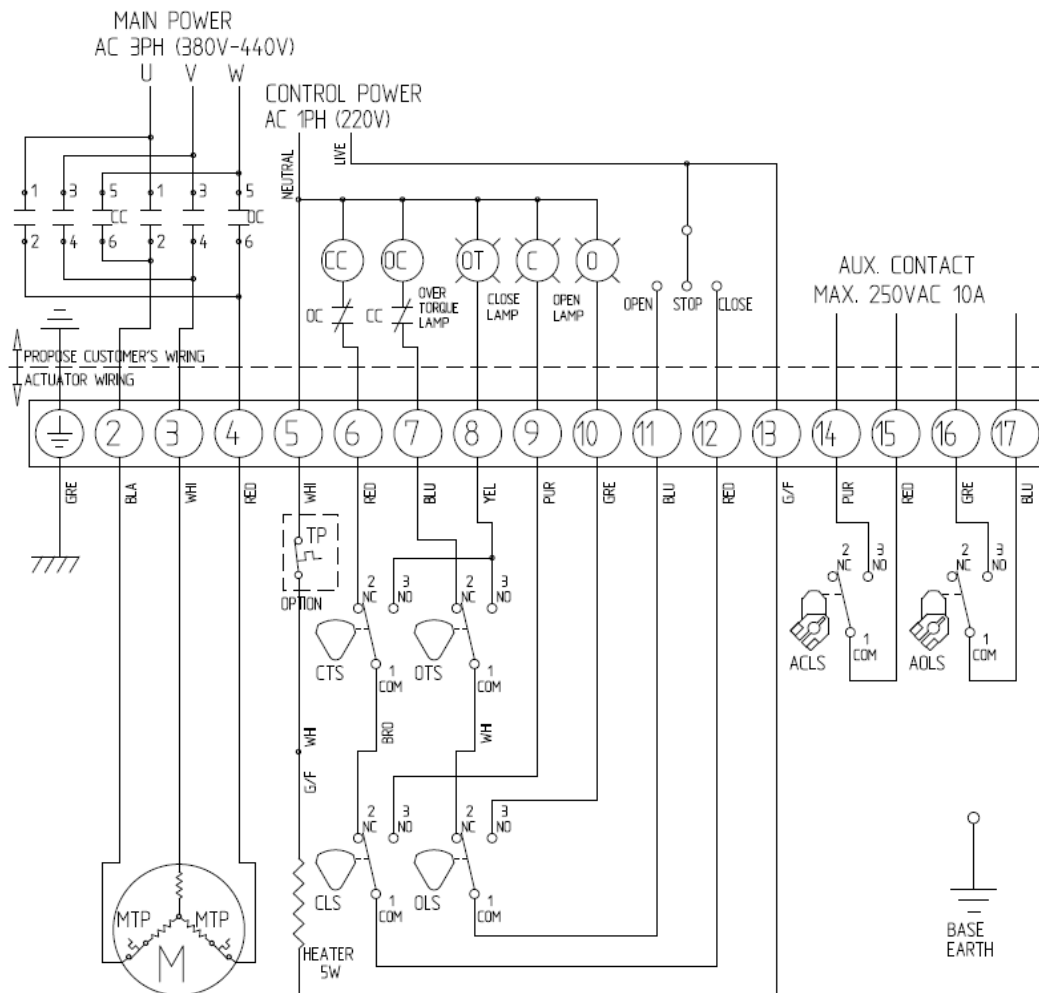 MAIN POWER
AC 3PH (380V-440V)
U V W
CONTROL POWER
AC 1PH (220V)
NEUTRAL
LIVE
1 3 5 1 3 5
CC OC
2 4 6 2 4 6
CC OC OT C O
OC CC
OVER
TORQUE
LAMP
CLOSE
LAMP
OPEN
LAMP
OPEN STOP CLOSE
AUX. CONTACT
MAX. 250VAC 10A
PROPOSE CUSTOMER'S WIRING
ACTUATOR WIRING
2 3 4 5 6 7 8 9 10 11 12 13 14 15 16 17
GRE BLA WHI RED WHI RED BLU YEL PUR GRE BLU RED G/F PUR RED GRE BLU
TP
OPTION
2 NC 3 NO 2 NC 3 NO
CTS 1 COM OTS 1 COM
2 NC 3 NO 2 NC 3 NO
ACLS 1 COM AOLS 1 COM
WH
G/F
BRD WH
2 NC 3 NO 2 NC 3 NO
CLS 1 COM OLS 1 COM
MTP MTP
M
HEATER
5W
BASE
EARTH